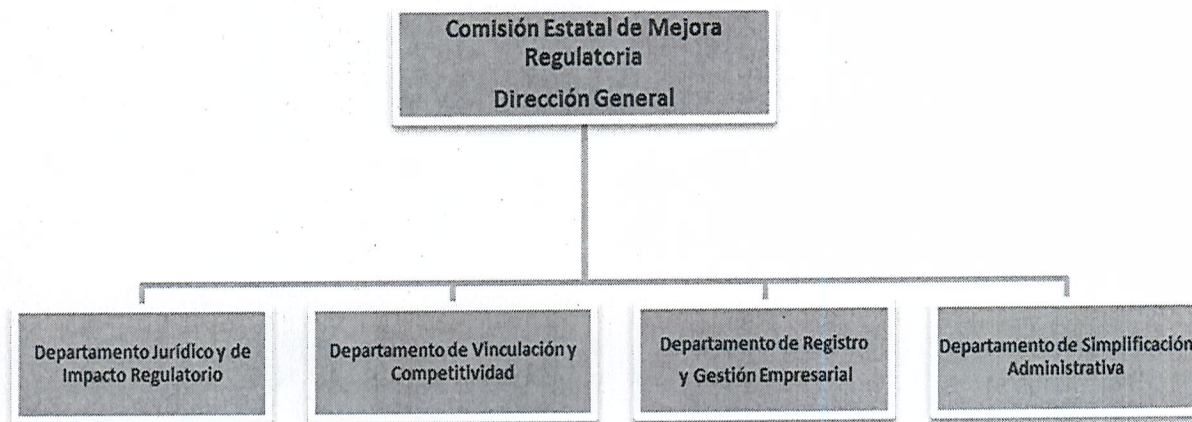 Comisión Estatal de Mejora
Regulatoria
Dirección General
Departamento Jurídico y de
Impacto Regulatorio
Departamento de Vinculación y
Competitividad
Departamento de Registro
y Gestión Empresarial
Departamento de Simplificación
Administrativa